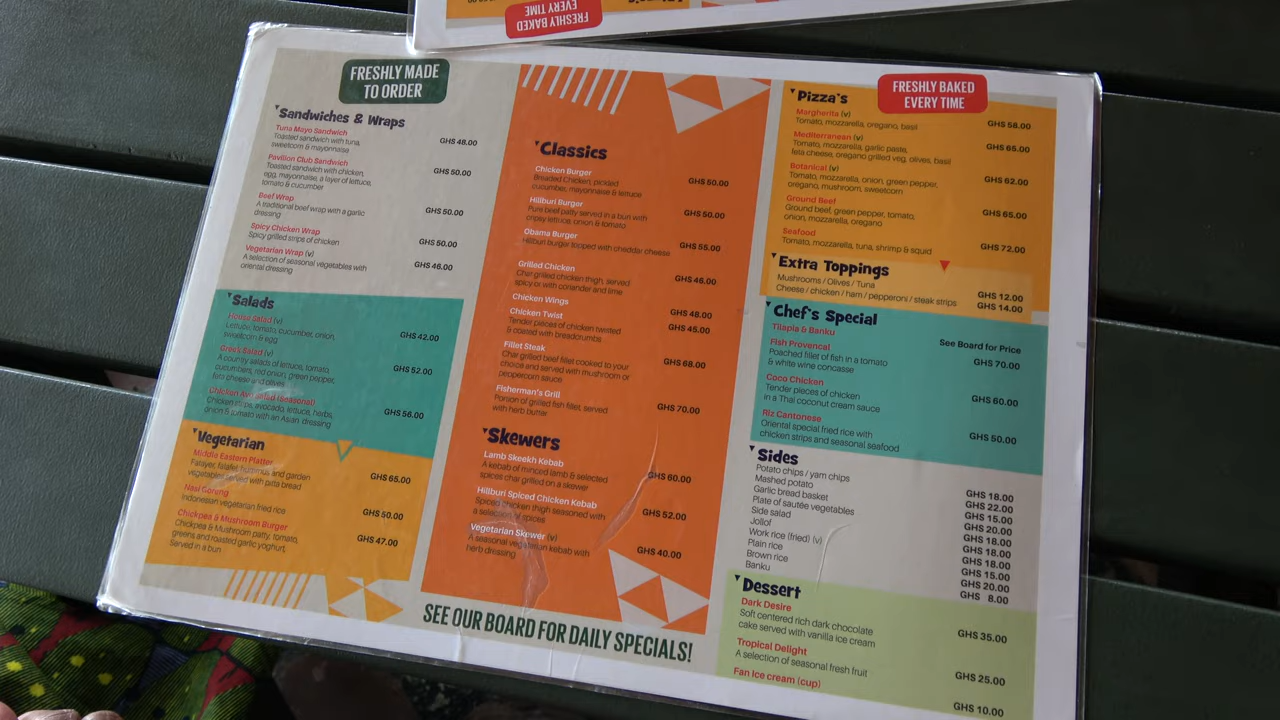 FRESHLY BAKED
EVERY TIME
FRESHLY MADE
TO ORDER
Sandwiches & Wraps
Tuna Mayo Sandwich
Toasted sandwich with tuna,
sweetcorn & mayonnaise
GHS 48.00
Pavilion Club Sandwich
Toasted sandwich with chicken,
egg, mayonnaise, a layer of lettuce,
tomato & cucumber
GHS 50.00
Beef Wrap
A traditional beef wrap with a garlic
dressing
GHS 50.00
Spicy Chicken Wrap
Spicy grilled strips of chicken
GHS 50.00
Vegetarian Wrap (v)
A selection of seasonal vegetables with
oriental dressing
GHS 46.00
Salads
House Salad (v)
Lettuce, tomato, cucumber, onion,
sweetcorn & egg
GHS 42.00
Greek Salad (v)
A country salad of lettuce, tomato,
cucumbers, red onion, green pepper,
feta cheese and olives
GHS 52.00
Chicken Avo Salad (Seasonal)
Chicken strips, avocado, lettuce, herbs,
onion & tomato with an Asian dressing
GHS 56.00
Vegetarian
Middle Eastern Platter
Fatayer, falafel, hummus and garden
vegetables served with pitta bread
GHS 65.00
Nasi Goreng
Indonesian vegetarian fried rice
GHS 50.00
Chickpea & Mushroom Burger
Chickpea & Mushroom patty, tomato,
greens and roasted garlic yoghurt,
Served in a bun
GHS 47.00
Classics
Chicken Burger
Breaded Chicken, pickled
cucumber, mayonnaise & lettuce
GHS 50.00
Hillburi Burger
Pure beef patty served in a bun with
cripsy lettuce, onion & tomato
GHS 50.00
Obama Burger
Hillburi burger topped with cheddar cheese
GHS 55.00
Grilled Chicken
Char grilled chicken thigh, served
spicy or with coriander and lime
GHS 46.00
Chicken Wings
GHS 48.00
Chicken Twist
Tender pieces of chicken twisted
& coated with breadcrumbs
GHS 45.00
Fillet Steak
Char grilled beef fillet cooked to your
choice and served with mushroom or
peopercorn sauce
GHS 68.00
Fisherman's Grill
Portion of grilled fish fillet, served
with herb butter
GHS 70.00
Skewers
Lamb Skeekh Kebab
A kebab of minced lamb & selected
spices char grilled on a skewer
GHS 60.00
Hillburi Spiced Chicken Kebab
Spiced chicken thigh seasoned with
a selection of spices
GHS 52.00
Vegetarian Skewer (v)
A seasonal vegetarian kebab with
herb dressing
GHS 40.00
SEE OUR BOARD FOR DAILY SPECIALS!
FRESHLY BAKED
EVERY TIME
Pizza's
Margherita (v)
Tomato, mozzarella, oregano, basil
GHS 58.00
Mediterranean (v)
Tomato, mozzarella, garlic paste,
feta cheese, oregano grilled veg, olives, basil
GHS 65.00
Botanical (v)
Tomato, mozzarella, onion, green pepper,
oregano, mushroom, sweetcorn
GHS 62.00
Ground Beef
Ground beef, green pepper, tomato,
onion, mozzarella, oregano
GHS 65.00
Seafood
Tomato, mozzarella, tuna, shrimp & squid
GHS 72.00
Extra Toppings
Mushrooms / Olives / Tuna
GHS 12.00
Cheese / chicken / ham / pepperoni / steak strips
GHS 14.00
Chef's Special
Tilapia & Banku
See Board for Price
Fish Provencal
Poached fillet of fish in a tomato
& white wine concasse
GHS 70.00
Coco Chicken
Tender pieces of chicken
in a Thai coconut cream sauce
GHS 60.00
Riz Cantonese
Oriental special fried rice with
chicken strips and seasonal seafood
GHS 50.00
Sides
Potato chips / yam chips
GHS 18.00
Mashed potato
GHS 22.00
Garlic bread basket
GHS 15.00
Plate of sautée vegetables
GHS 20.00
Side salad
GHS 18.00
Jollof
GHS 18.00
Work rice (fried) (v)
GHS 18.00
Plain rice
GHS 15.00
Brown rice
GHS 20.00
Banku
GHS 8.00
Dessert
Dark Desire
Soft centered rich dark chocolate
cake served with vanilla ice cream
GHS 35.00
Tropical Delight
A selection of seasonal fresh fruit
GHS 25.00
Fan Ice cream (cup)
GHS 10.00